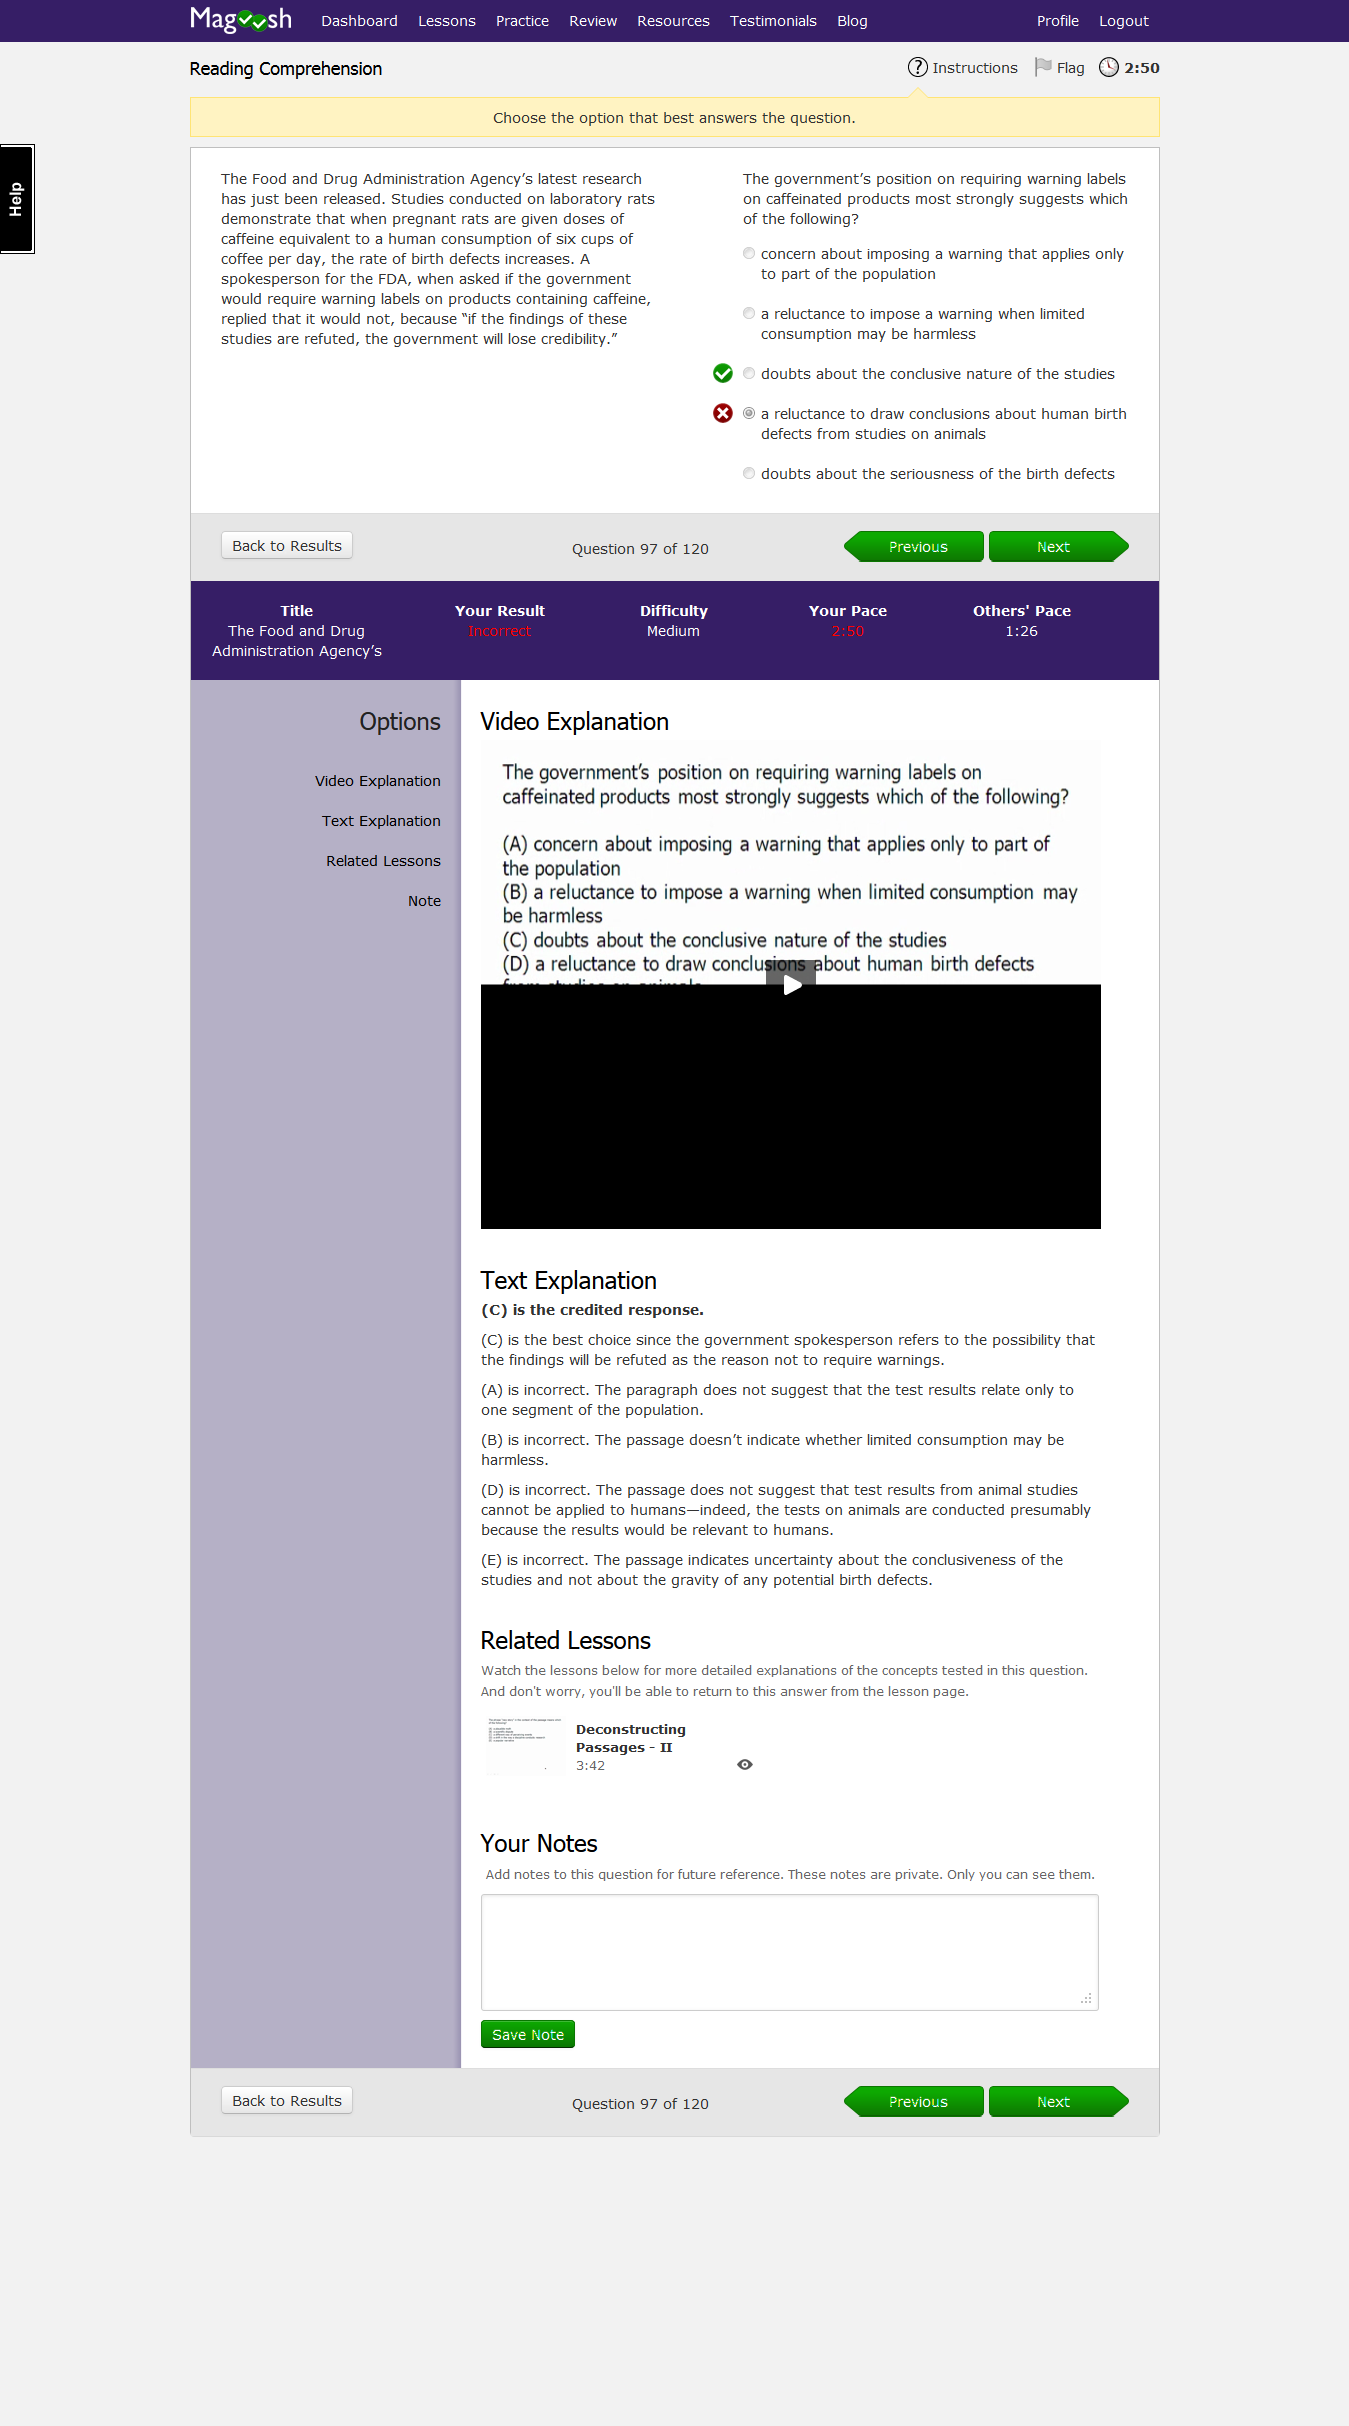 Magoosh
Dashboard Lessons Practice Review Resources Testimonials Blog Profile Logout
Reading Comprehension
Instructions Flag 2:50
Choose the option that best answers the question.
Help
The Food and Drug Administration Agency’s latest research
has just been released. Studies conducted on laboratory rats
demonstrate that when pregnant rats are given doses of
caffeine equivalent to a human consumption of six cups of
coffee per day, the rate of birth defects increases. A
spokesperson for the FDA, when asked if the government
would require warning labels on products containing caffeine,
replied that it would not, because “if the findings of these
studies are refuted, the government will lose credibility.”
The government’s position on requiring warning labels
on caffeinated products most strongly suggests which
of the following?
concern about imposing a warning that applies only
to part of the population
a reluctance to impose a warning when limited
consumption may be harmless
doubts about the conclusive nature of the studies
a reluctance to draw conclusions about human birth
defects from studies on animals
doubts about the seriousness of the birth defects
Back to Results
Question 97 of 120
Previous Next
Title
The Food and Drug
Administration Agency’s
Your Result
Incorrect
Difficulty
Medium
Your Pace
2:50
Others' Pace
1:26
Options
Video Explanation
Text Explanation
Related Lessons
Note
Video Explanation
The government’s position on requiring warning labels on
caffeinated products most strongly suggests which of the following?
(A) concern about imposing a warning that applies only to part of
the population
(B) a reluctance to impose a warning when limited consumption may
be harmless
(C) doubts about the conclusive nature of the studies
(D) a reluctance to draw conclusions about human birth defects
from studies on animals
Text Explanation
(C) is the credited response.
(C) is the best choice since the government spokesperson refers to the possibility that
the findings will be refuted as the reason not to require warnings.
(A) is incorrect. The paragraph does not suggest that the test results relate only to
one segment of the population.
(B) is incorrect. The passage doesn’t indicate whether limited consumption may be
harmless.
(D) is incorrect. The passage does not suggest that test results from animal studies
cannot be applied to humans—indeed, the tests on animals are conducted presumably
because the results would be relevant to humans.
(E) is incorrect. The passage indicates uncertainty about the conclusiveness of the
studies and not about the gravity of any potential birth defects.
Related Lessons
Watch the lessons below for more detailed explanations of the concepts tested in this question.
And don't worry, you'll be able to return to this answer from the lesson page.
Deconstructing
Passages - II
3:42
Your Notes
Add notes to this question for future reference. These notes are private. Only you can see them.
Save Note
Back to Results
Question 97 of 120
Previous Next